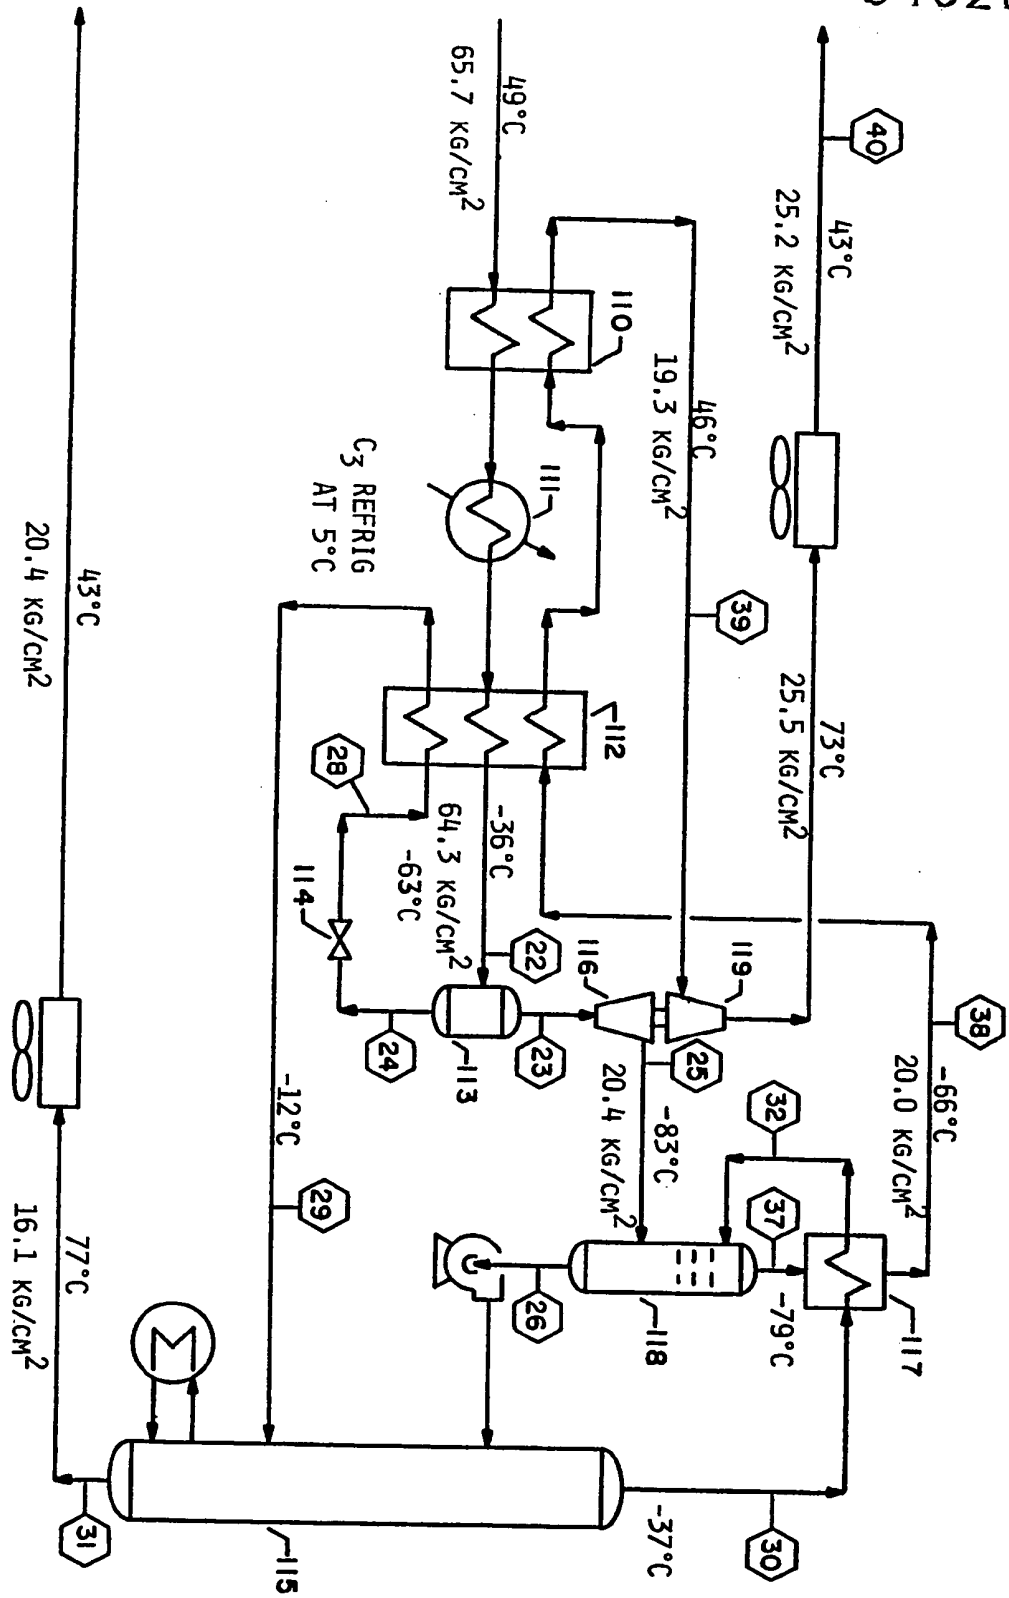 40
43°C
25.2 KG/CM²
49°C
65.7 KG/CM²
110
46°C
19.3 KG/CM²
111
C₃ REFRIG
AT 5°C
39
73°C
25.5 KG/CM²
43°C
20.4 KG/CM²
112
28
-36°C
64.3 KG/CM²
-63°C
114
22
116
119
23
24
113
25
38
-66°C
20.0 KG/CM²
32
-83°C
20.4 KG/CM²
37
-79°C
117
118
26
-12°C
29
77°C
16.1 KG/CM²
-37°C
30
31
115